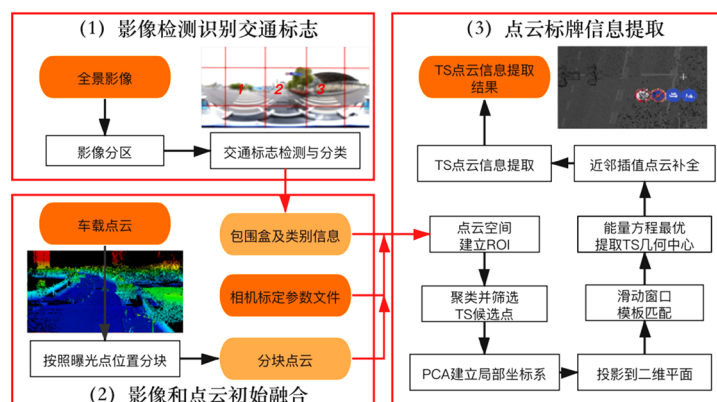 (1) 影像检测识别交通标志
全景影像
影像分区
交通标志检测与分类
1 2 3
车载点云
按照曝光点位置分块
包围盒及类别信息
相机标定参数文件
分块点云
(2) 影像和点云初始融合
(3) 点云标牌信息提取
TS点云信息提取
结果
TS点云信息提取
近邻插值点云补全
点云空间
建立ROI
能量方程最优
提取TS几何中心
聚类并筛选
TS候选点
滑动窗口
模板匹配
PCA建立局部坐标系
投影到二维平面